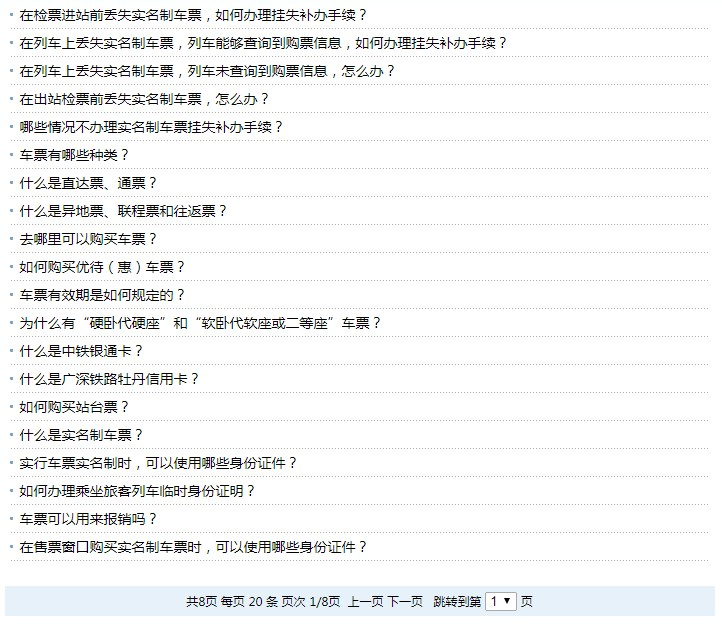 在检票进站前丢失实名制车票，如何办理挂失补办手续？
在列车上丢失实名制车票，列车能够查询到购票信息，如何办理挂失补办手续？
在列车上丢失实名制车票，列车未查询到购票信息，怎么办？
在出站检票前丢失实名制车票，怎么办？
哪些情况不办理实名制车票挂失补办手续？
车票有哪些种类？
什么是直达票、通票？
什么是异地票、联程票和往返票？
去哪里可以购买车票？
如何购买优待（惠）车票？
车票有效期是如何规定的？
为什么有“硬卧代硬座”和“软卧代软座或二等座”车票？
什么是中铁银通卡？
什么是广深铁路牡丹信用卡？
如何购买站台票？
什么是实名制车票？
实行车票实名制时，可以使用哪些身份证件？
如何办理乘坐旅客列车临时身份证明？
车票可以用来报销吗？
在售票窗口购买实名制车票时，可以使用哪些身份证件？
共8页 每页 20 条 页次 1/8页 上一页 下一页 跳转到第 1 页